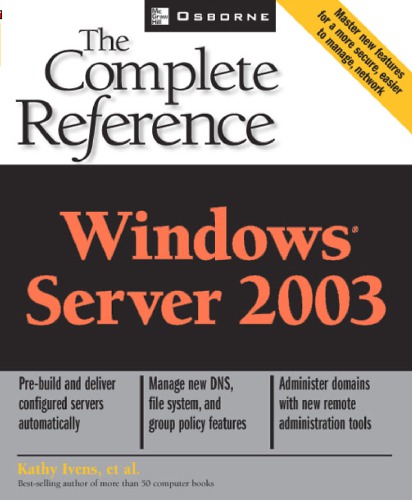 Mc
Graw
Hill
OSBORNE
Master new features
for a more secure, easier
to manage, network
The
Complete
Reference
Windows®
Server 2003
Pre-build and deliver
configured servers
automatically
Manage new DNS,
file system, and
group policy features
Administer domains
with new remote
administration tools
Kathy Ivens, et al.
Best-selling author of more than 50 computer books